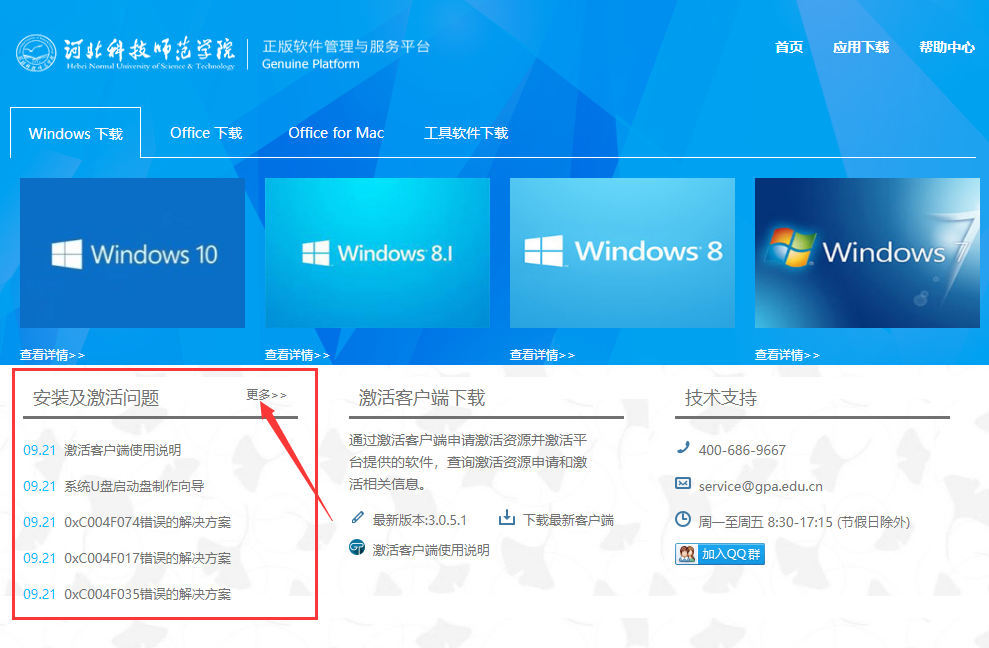 河北科技师范学院
Hebei Normal University of Science & Technology
正版软件管理与服务平台
Genuine Platform
首页 应用下载 帮助中心
Windows 下载 Office 下载 Office for Mac 工具软件下载
Windows 10
Windows 8.1
Windows 8
Windows 7
查看详情>> 查看详情>> 查看详情>> 查看详情>>
安装及激活问题 更多>>
09.21 激活客户端使用说明
09.21 系统U盘启动盘制作向导
09.21 0xC004F074错误的解决方案
09.21 0xC004F017错误的解决方案
09.21 0xC004F035错误的解决方案
激活客户端下载
通过激活客户端申请激活资源并激活平
台提供的软件，查询激活资源申请和激
活相关信息。
最新版本:3.0.5.1 下载最新客户端
激活客户端使用说明
技术支持
400-686-9667
service@gpa.edu.cn
周一至周五 8:30-17:15 (节假日除外)
加入QQ群